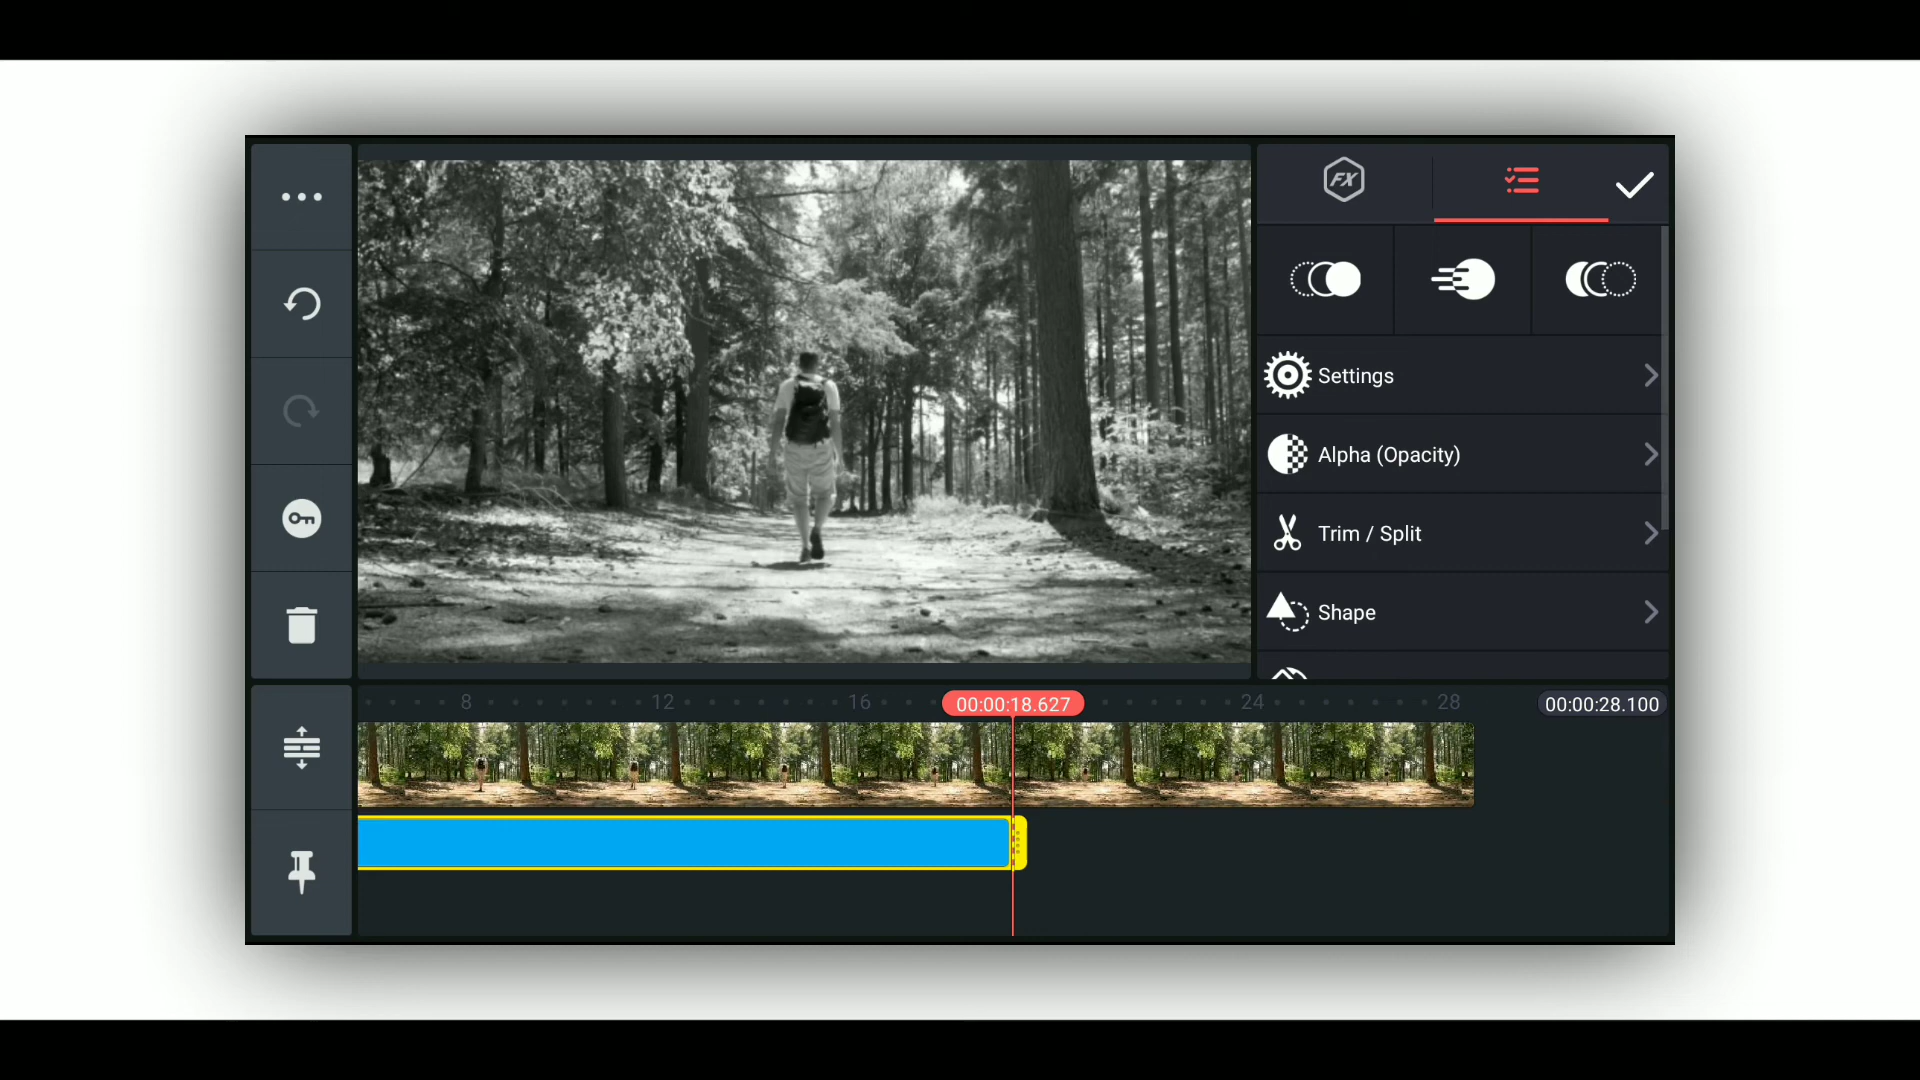 FX
Settings
Alpha (Opacity)
Trim / Split
Shape
8 12 16 00:00:18.627 24 28 00:00:28.100